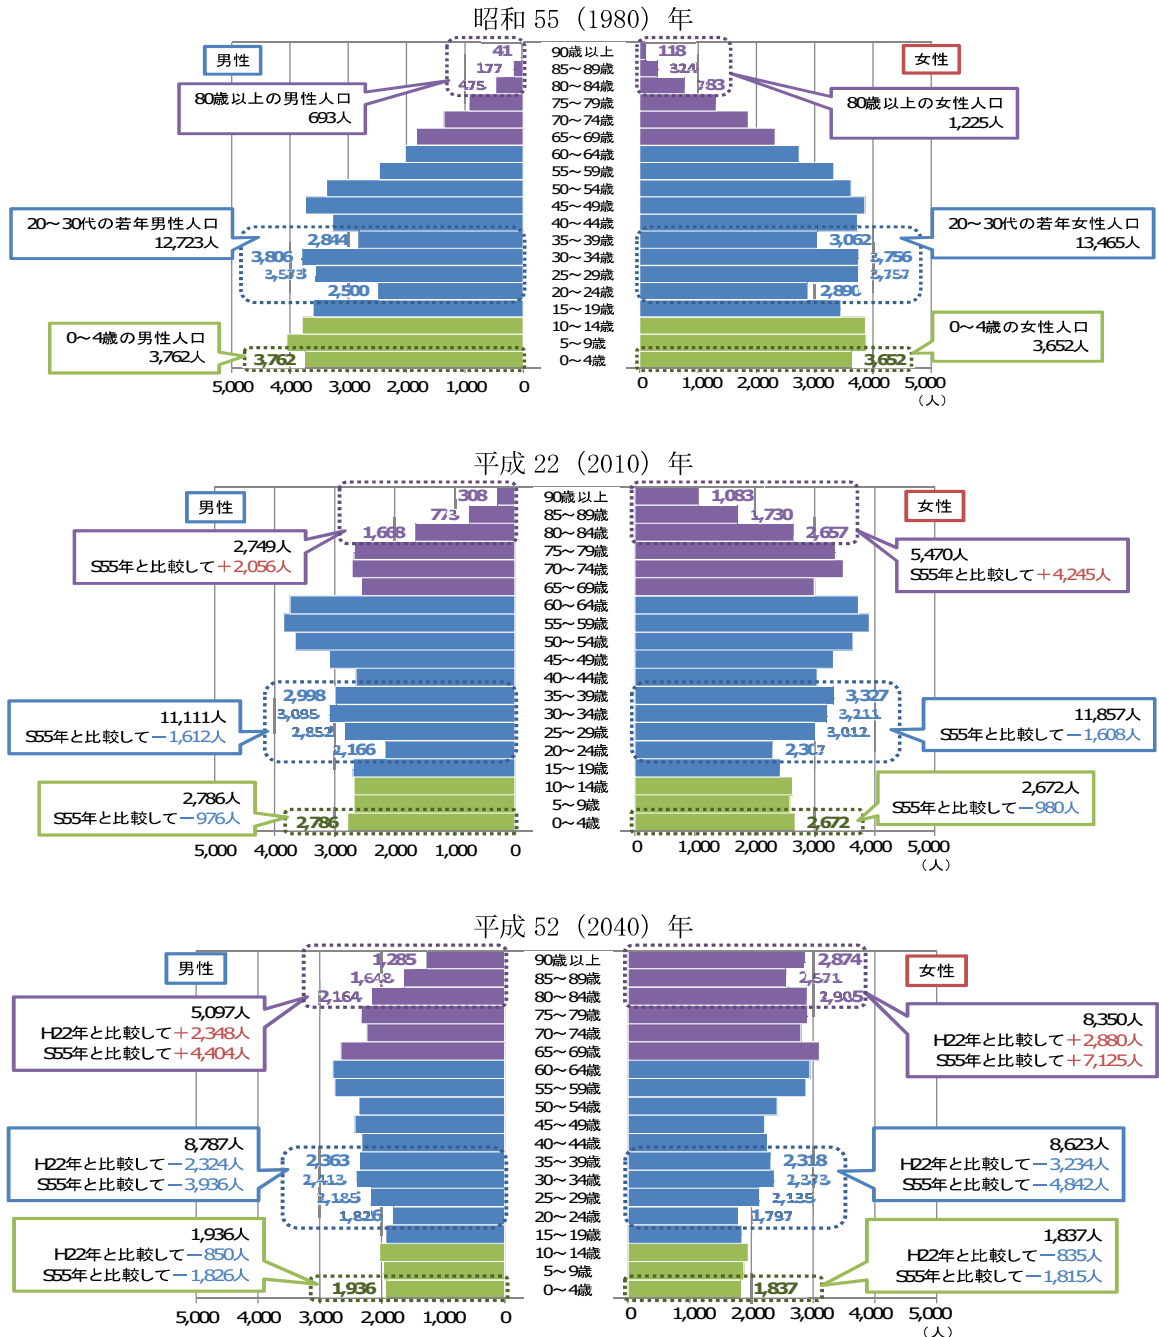 昭和 55（1980）年
男性
女性
41
177
475
118
324
783
80歳以上の男性人口
693人
80歳以上の女性人口
1,225人
90歳以上
85～89歳
80～84歳
75～79歳
70～74歳
65～69歳
60～64歳
55～59歳
50～54歳
45～49歳
40～44歳
35～39歳
30～34歳
25～29歳
20～24歳
15～19歳
10～14歳
5～9歳
0～4歳
20～30代の若年男性人口
12,723人
2,844
3,806
3,573
2,500
20～30代の若年女性人口
13,465人
3,062
3,756
3,757
2,890
0～4歳の男性人口
3,762人
3,762
0～4歳の女性人口
3,652人
3,652
5,000 4,000 3,000 2,000 1,000 0
0 1,000 2,000 3,000 4,000 5,000
（人）
平成 22（2010）年
男性
女性
308
773
1,668
1,083
1,730
2,657
2,749人
S55年と比較して＋2,056人
5,470人
S55年と比較して＋4,245人
90歳以上
85～89歳
80～84歳
75～79歳
70～74歳
65～69歳
60～64歳
55～59歳
50～54歳
45～49歳
40～44歳
35～39歳
30～34歳
25～29歳
20～24歳
15～19歳
10～14歳
5～9歳
0～4歳
11,111人
S55年と比較して－1,612人
2,998
3,095
2,852
2,166
11,857人
S55年と比較して－1,608人
3,327
3,211
3,012
2,307
2,786人
S55年と比較して－976人
2,786
2,672人
S55年と比較して－980人
2,672
5,000 4,000 3,000 2,000 1,000 0
0 1,000 2,000 3,000 4,000 5,000
（人）
平成 52（2040）年
男性
女性
1,285
1,648
2,164
2,874
2,571
2,905
5,097人
H22年と比較して＋2,348人
S55年と比較して＋4,404人
8,350人
H22年と比較して＋2,880人
S55年と比較して＋7,125人
90歳以上
85～89歳
80～84歳
75～79歳
70～74歳
65～69歳
60～64歳
55～59歳
50～54歳
45～49歳
40～44歳
35～39歳
30～34歳
25～29歳
20～24歳
15～19歳
10～14歳
5～9歳
0～4歳
8,787人
H22年と比較して－2,324人
S55年と比較して－3,936人
2,363
2,413
2,185
1,826
8,623人
H22年と比較して－3,234人
S55年と比較して－4,842人
2,318
2,373
2,135
1,797
1,936人
H22年と比較して－850人
S55年と比較して－1,826人
1,936
1,837人
H22年と比較して－835人
S55年と比較して－1,815人
1,837
5,000 4,000 3,000 2,000 1,000 0
0 1,000 2,000 3,000 4,000 5,000
（人）